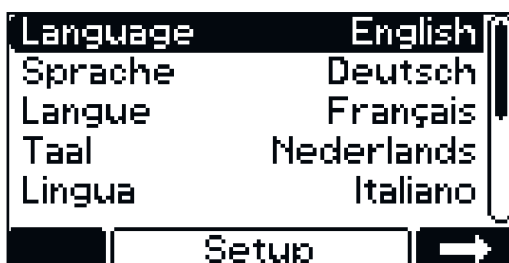 Language English
Sprache Deutsch
Langue Français
Taal Nederlands
Lingua Italiano
Setup